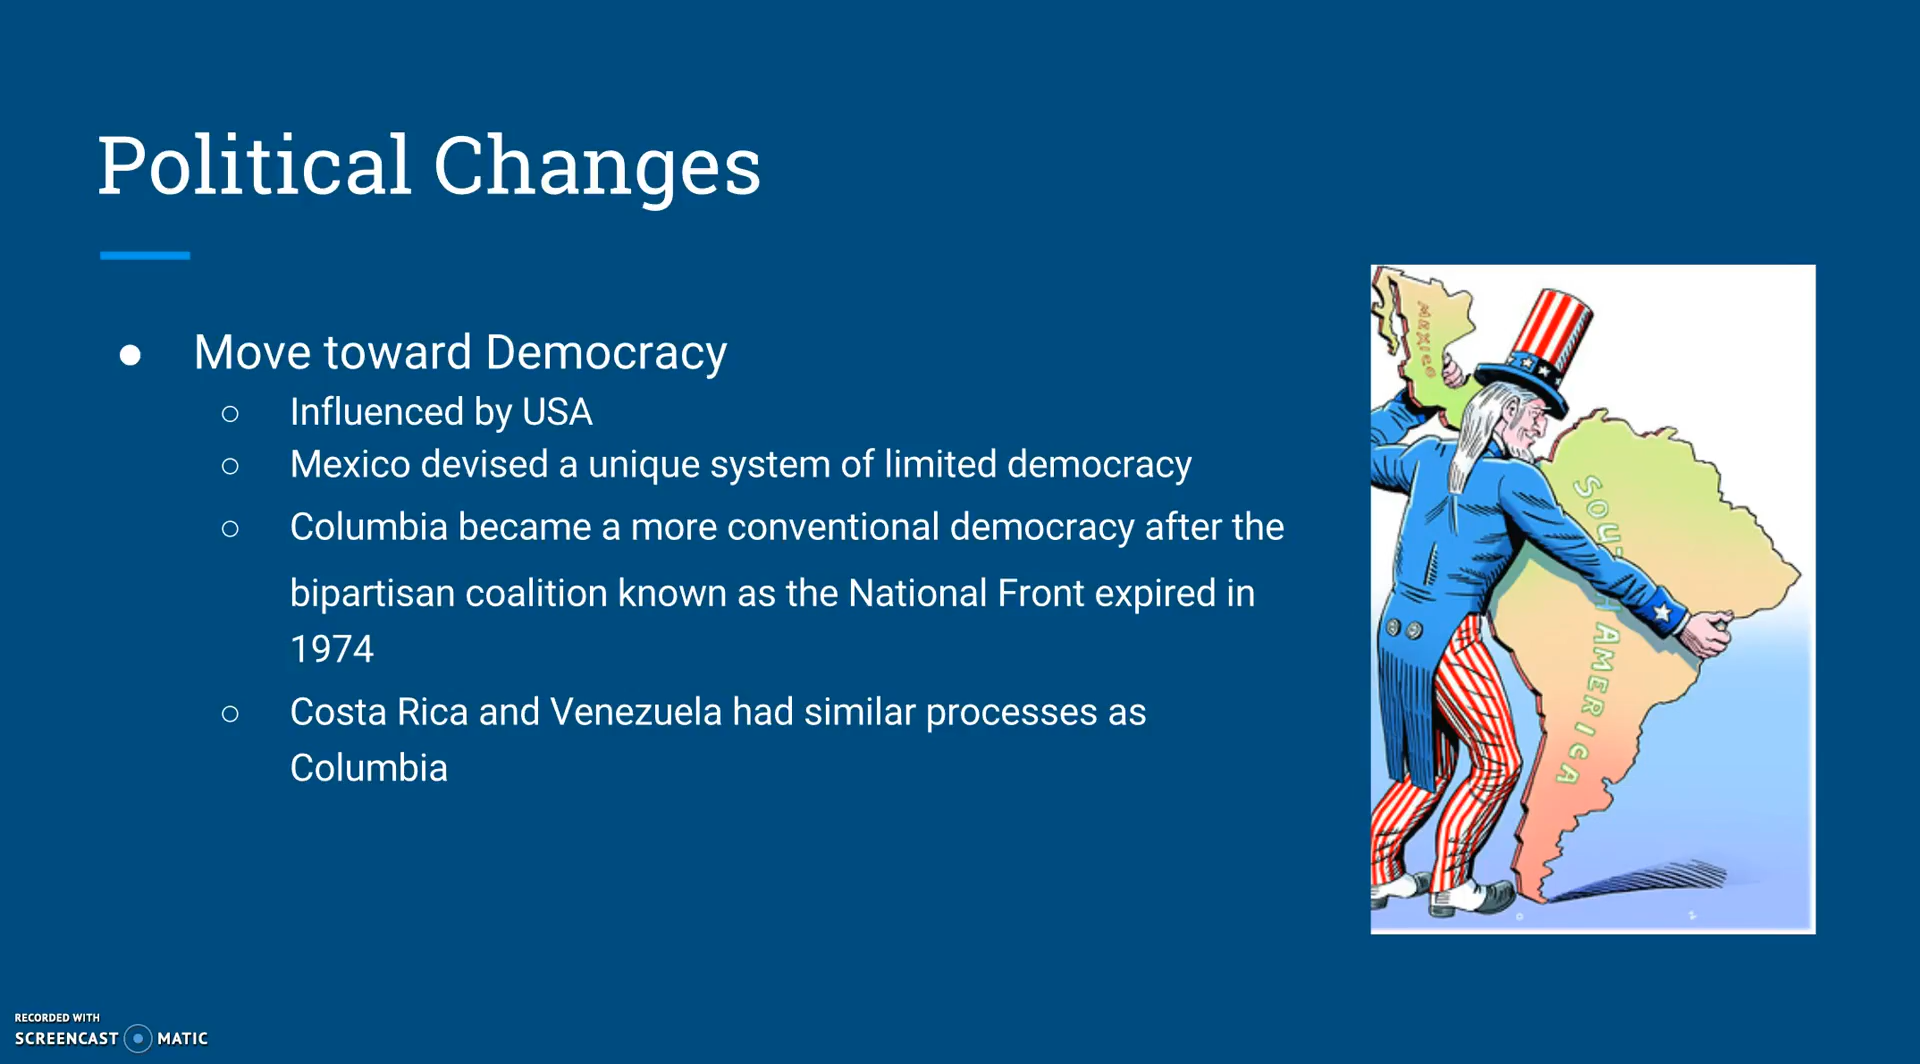 Political Changes
● Move toward Democracy
○ Influenced by USA
○ Mexico devised a unique system of limited democracy
○ Columbia became a more conventional democracy after the
bipartisan coalition known as the National Front expired in
1974
○ Costa Rica and Venezuela had similar processes as
Columbia
MEXICO
SOUTH AMERICA
RECORDED WITH
SCREENCAST MATIC